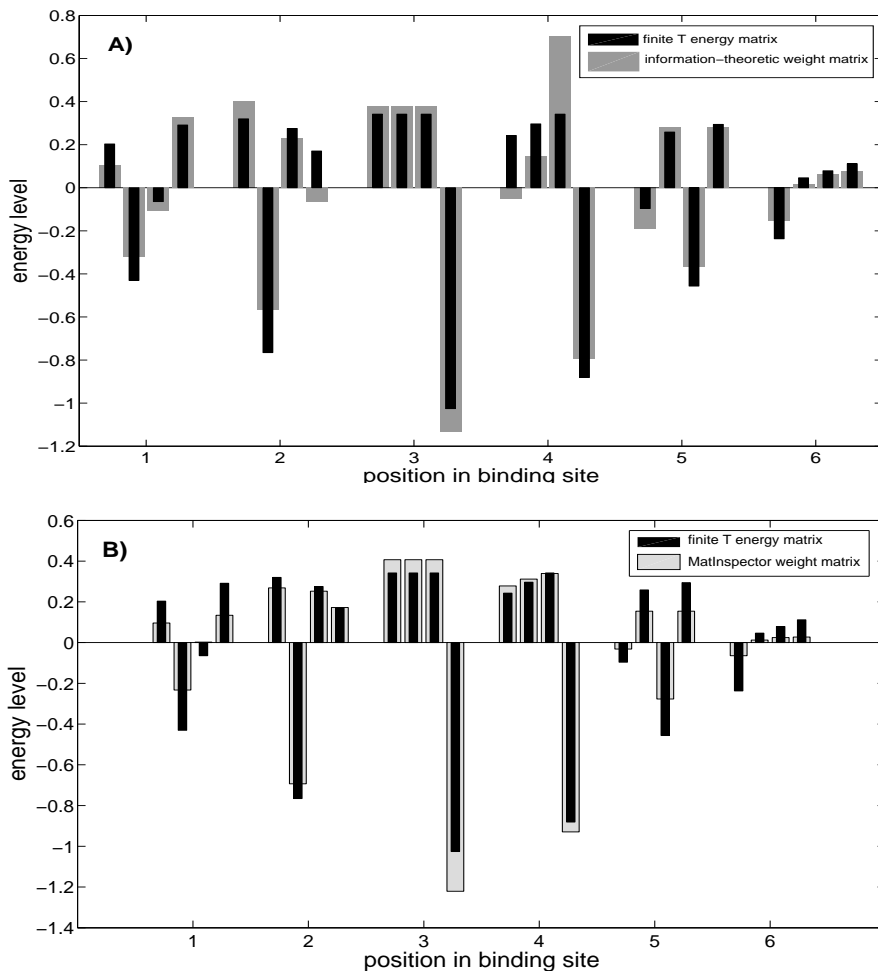 A)
finite T energy matrix
information−theoretic weight matrix
0.8
0.6
0.4
0.2
0
−0.2
−0.4
−0.6
−0.8
−1
−1.2
energy level
1 2 3 4 5 6
position in binding site
B)
finite T energy matrix
MatInspector weight matrix
0.6
0.4
0.2
0
−0.2
−0.4
−0.6
−0.8
−1
−1.2
−1.4
energy level
1 2 3 4 5 6
position in binding site